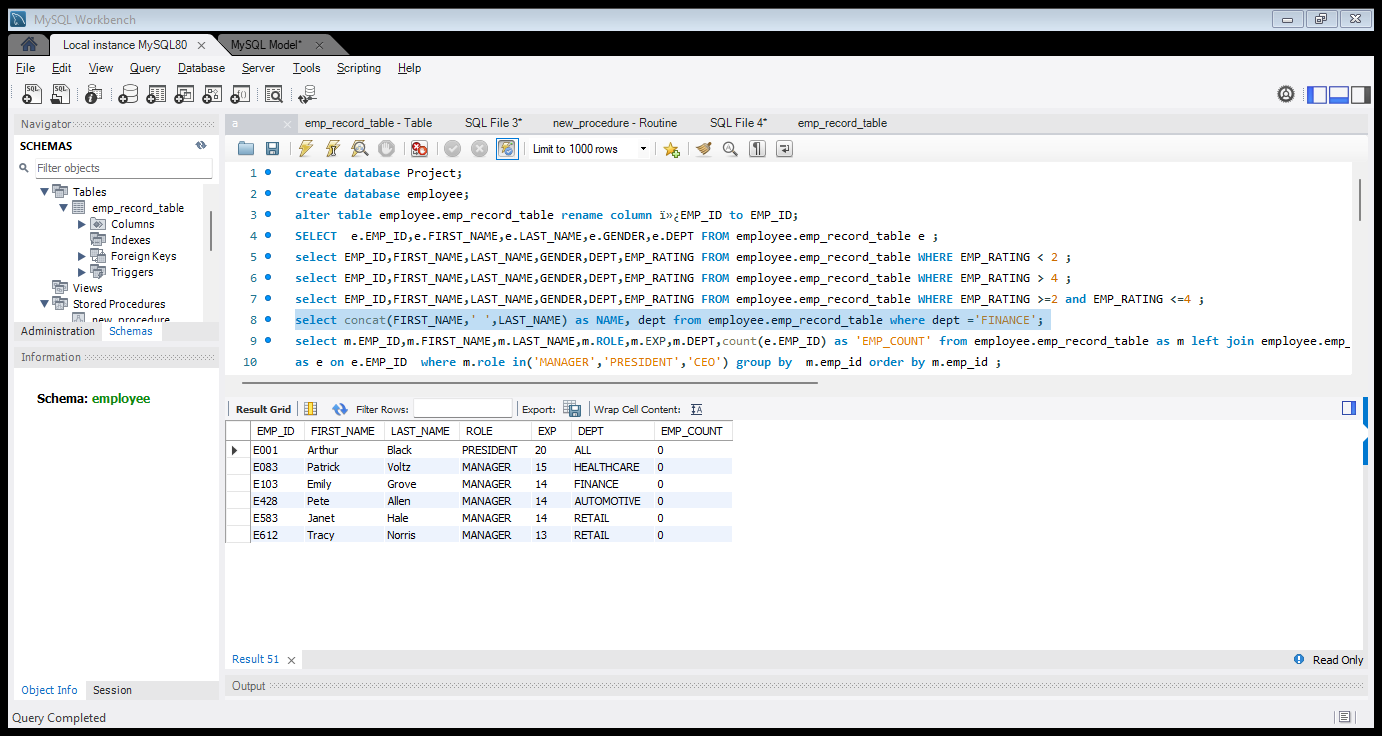 MySQL Workbench
Local instance MySQL80
MySQL Model*
File Edit View Query Database Server Tools Scripting Help
Navigator
SCHEMAS
Filter objects
Tables
emp_record_table
Columns
Indexes
Foreign Keys
Triggers
Views
Stored Procedures
new_procedure
Administration Schemas
Information
Schema: employee
Object Info Session
a emp_record_table - Table SQL File 3* new_procedure - Routine SQL File 4* emp_record_table
Limit to 1000 rows
1 create database Project;
2 create database employee;
3 alter table employee.emp_record_table rename column ï»¿EMP_ID to EMP_ID;
4 SELECT  e.EMP_ID,e.FIRST_NAME,e.LAST_NAME,e.GENDER,e.DEPT FROM employee.emp_record_table e ;
5 select EMP_ID,FIRST_NAME,LAST_NAME,GENDER,DEPT,EMP_RATING FROM employee.emp_record_table WHERE EMP_RATING < 2 ;
6 select EMP_ID,FIRST_NAME,LAST_NAME,GENDER,DEPT,EMP_RATING FROM employee.emp_record_table WHERE EMP_RATING > 4 ;
7 select EMP_ID,FIRST_NAME,LAST_NAME,GENDER,DEPT,EMP_RATING FROM employee.emp_record_table WHERE EMP_RATING >=2 and EMP_RATING <=4 ;
8 select concat(FIRST_NAME,' ',LAST_NAME) as NAME, dept from employee.emp_record_table where dept ='FINANCE';
9 select m.EMP_ID,m.FIRST_NAME,m.LAST_NAME,m.ROLE,m.EXP,m.DEPT,count(e.EMP_ID) as 'EMP_COUNT' from employee.emp_record_table as m left join employee.emp_
10 as e on e.EMP_ID  where m.role in('MANAGER','PRESIDENT','CEO') group by  m.emp_id order by m.emp_id ;
Result Grid Filter Rows: Export: Wrap Cell Content:
EMP_ID FIRST_NAME LAST_NAME ROLE EXP DEPT EMP_COUNT
E001 Arthur Black PRESIDENT 20 ALL 0
E083 Patrick Voltz MANAGER 15 HEALTHCARE 0
E103 Emily Grove MANAGER 14 FINANCE 0
E428 Pete Allen MANAGER 14 AUTOMOTIVE 0
E583 Janet Hale MANAGER 14 RETAIL 0
E612 Tracy Norris MANAGER 13 RETAIL 0
Result 51
Read Only
Output
Query Completed